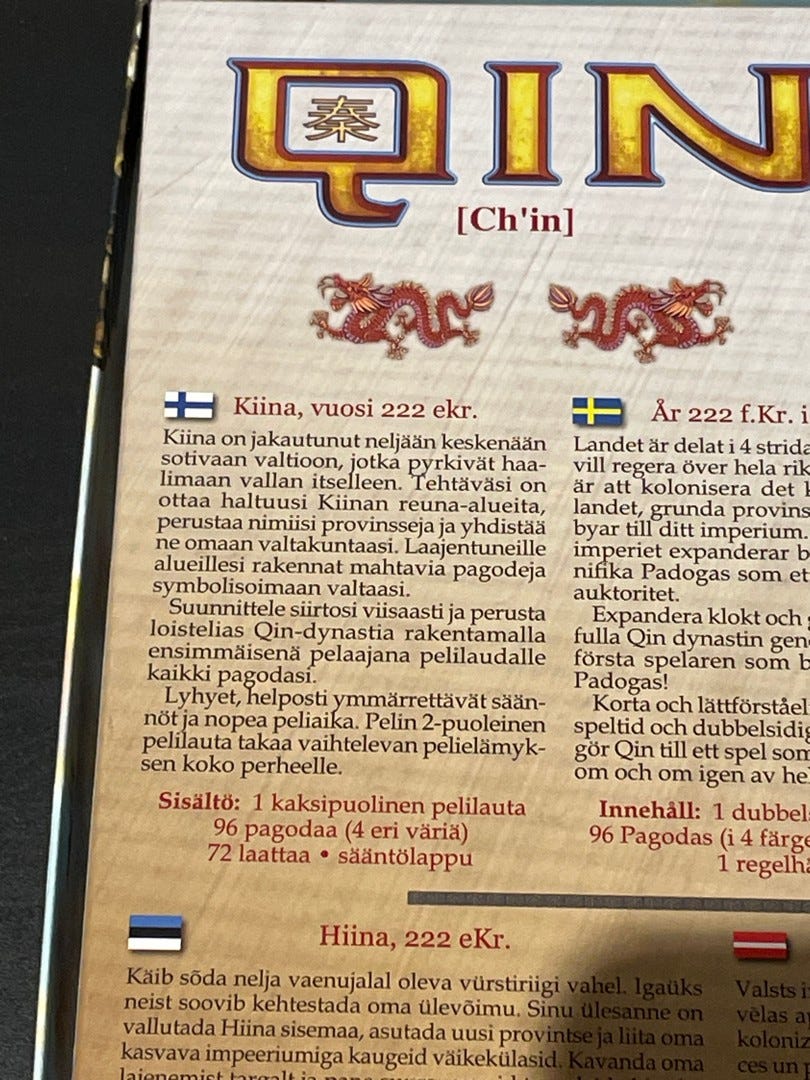 QIN
秦
[Ch'in]
Kiina, vuosi 222 ekr.
Kiina on jakautunut neljään keskenään
sotivaan valtioon, jotka pyrkivät haa-
limaan vallan itselleen. Tehtäväsi on
ottaa haltuusi Kiinan reuna-alueita,
perustaa nimiisi provinsseja ja yhdistää
ne omaan valtakuntaasi. Laajentuneille
alueillesi rakennat mahtavia pagodeja
symbolisoimaan valtaasi.
Suunnittele siirtosi viisaasti ja perusta
loistelias Qin-dynastia rakentamalla
ensimmäisenä pelaajana pelilaudalle
kaikki pagodasi.
Lyhyet, helposti ymmärrettävät sään-
nöt ja nopea peliaika. Pelin 2-puoleinen
pelilauta takaa vaihtelevan pelielämyk-
sen koko perheelle.
Sisältö: 1 kaksipuolinen pelilauta
96 pagodaa (4 eri väriä)
72 laattaa • sääntölappu
År 222 f.Kr. i
Landet är delat i 4 strida
vill regera över hela rik
är att kolonisera det
landet, grunda provins
byar till ditt imperium.
imperiet expanderar b
nifika Padogas som et
auktoritet.
Expandera klokt och
fulla Qin dynastin gen
första spelaren som b
Padogas!
Korta och lättförståel
speltid och dubbelsidig
gör Qin till ett spel som
om och om igen av he
Innehåll: 1 dubbel
96 Pagodas (i 4 färge
1 regelhä
Hiina, 222 eKr.
Käib sõda nelja vaenujalal oleva vürstiriigi vahel. Igaüks
neist soovib kehtestada oma ülevõimu. Sinu ülesanne on
vallutada Hiina sisemaa, asutada uusi provintse ja liita oma
kasvava impeeriumiga kaugeid väikekülasid. Kavanda oma
laienemist targalt ja
Valsts i
vēlas a
koloniz
ces un